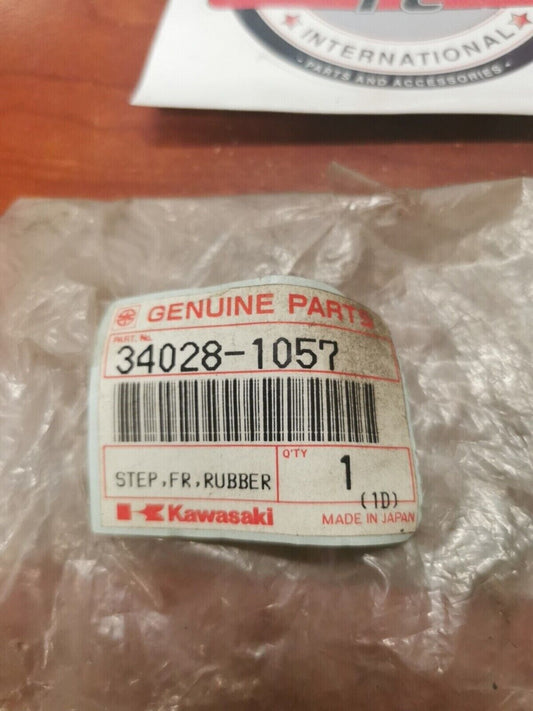 INTERNATIONAL
- PARTS AND ACCESSORIES -
GENUINE PARTS
PART. No.
34028-1057
STEP,FR,RUBBER
Q'TY
1
(1D)
Kawasaki
MADE IN JAPAN